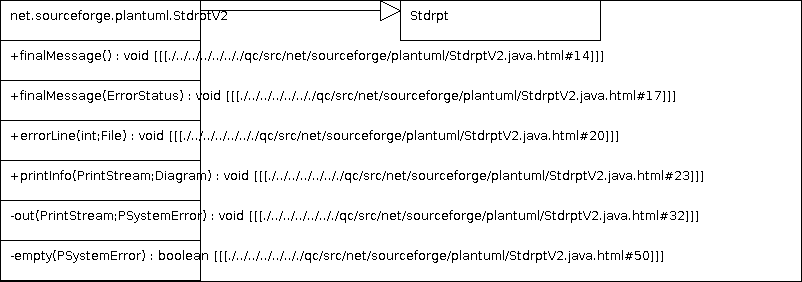 net.sourceforge.plantuml.StdrptV2
Stdrpt
+finalMessage() : void [[[./../../../../../../qc/src/net/sourceforge/plantuml/StdrptV2.java.html#14]]]
+finalMessage(ErrorStatus) : void [[[./../../../../../../qc/src/net/sourceforge/plantuml/StdrptV2.java.html#17]]]
+errorLine(int;File) : void [[[./../../../../../../qc/src/net/sourceforge/plantuml/StdrptV2.java.html#20]]]
+printInfo(PrintStream;Diagram) : void [[[./../../../../../../qc/src/net/sourceforge/plantuml/StdrptV2.java.html#23]]]
-out(PrintStream;PSystemError) : void [[[./../../../../../../qc/src/net/sourceforge/plantuml/StdrptV2.java.html#32]]]
-empty(PSystemError) : boolean [[[./../../../../../../qc/src/net/sourceforge/plantuml/StdrptV2.java.html#50]]]